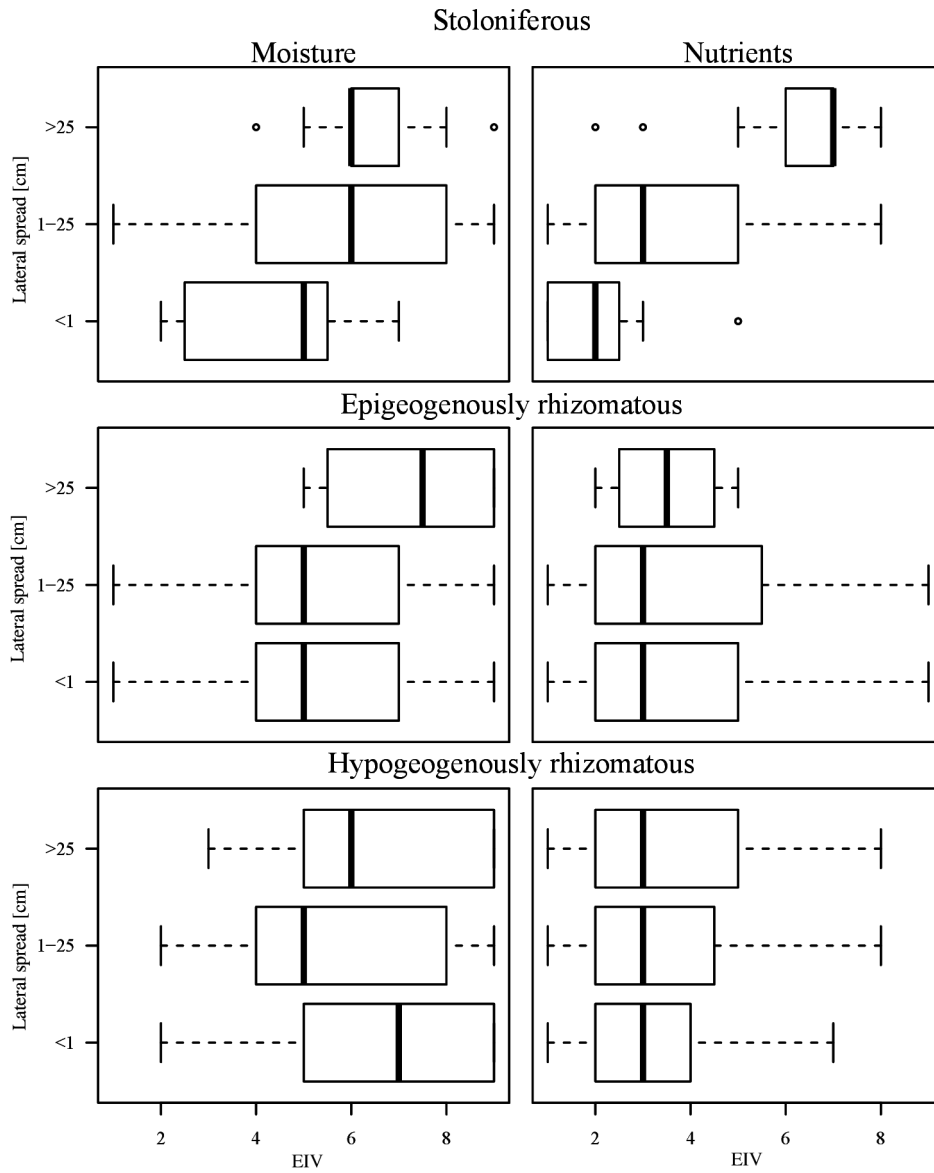 Stoloniferous
Moisture Nutrients
Lateral spread [cm]
>25
1−25
<1
Epigeogenously rhizomatous
Lateral spread [cm]
>25
1−25
<1
Hypogeogenously rhizomatous
Lateral spread [cm]
>25
1−25
<1
2 4 6 8 2 4 6 8
EIV EIV